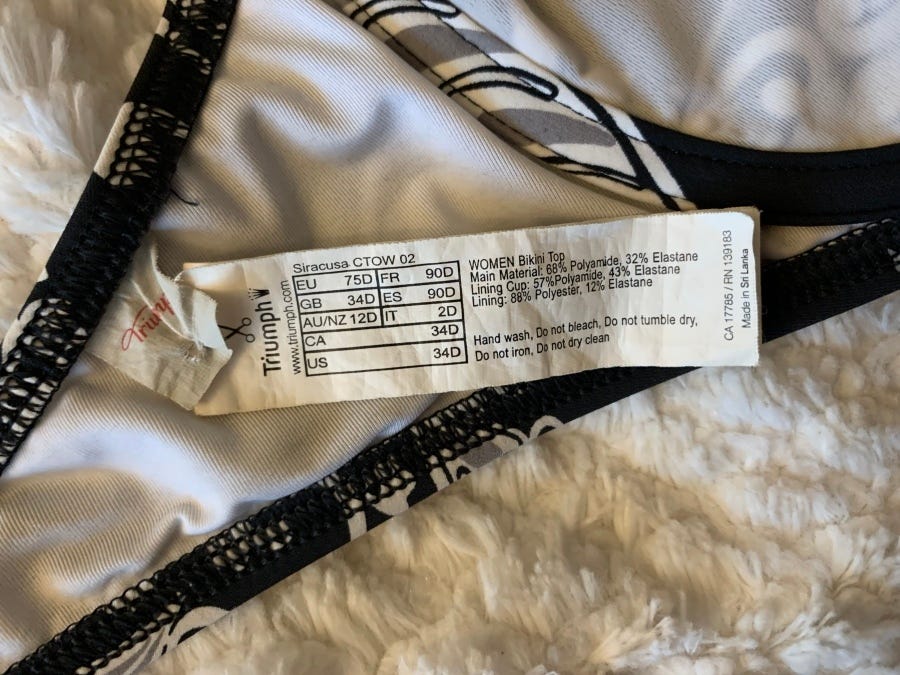 Triumph
Triumph
www.triumph.com
Siracusa CTOW 02
EU 75D FR 90D
GB 34D ES 90D
AU/NZ 12D IT 2D
CA 34D
US 34D
WOMEN Bikini Top
Main Material: 68% Polyamide, 32% Elastane
Lining Cup: 57%Polyamide, 43% Elastane
Lining: 88% Polyester, 12% Elastane
Hand wash, Do not bleach, Do not tumble dry,
Do not iron, Do not dry clean
CA 17785 / RN 139183
Made in Sri Lanka